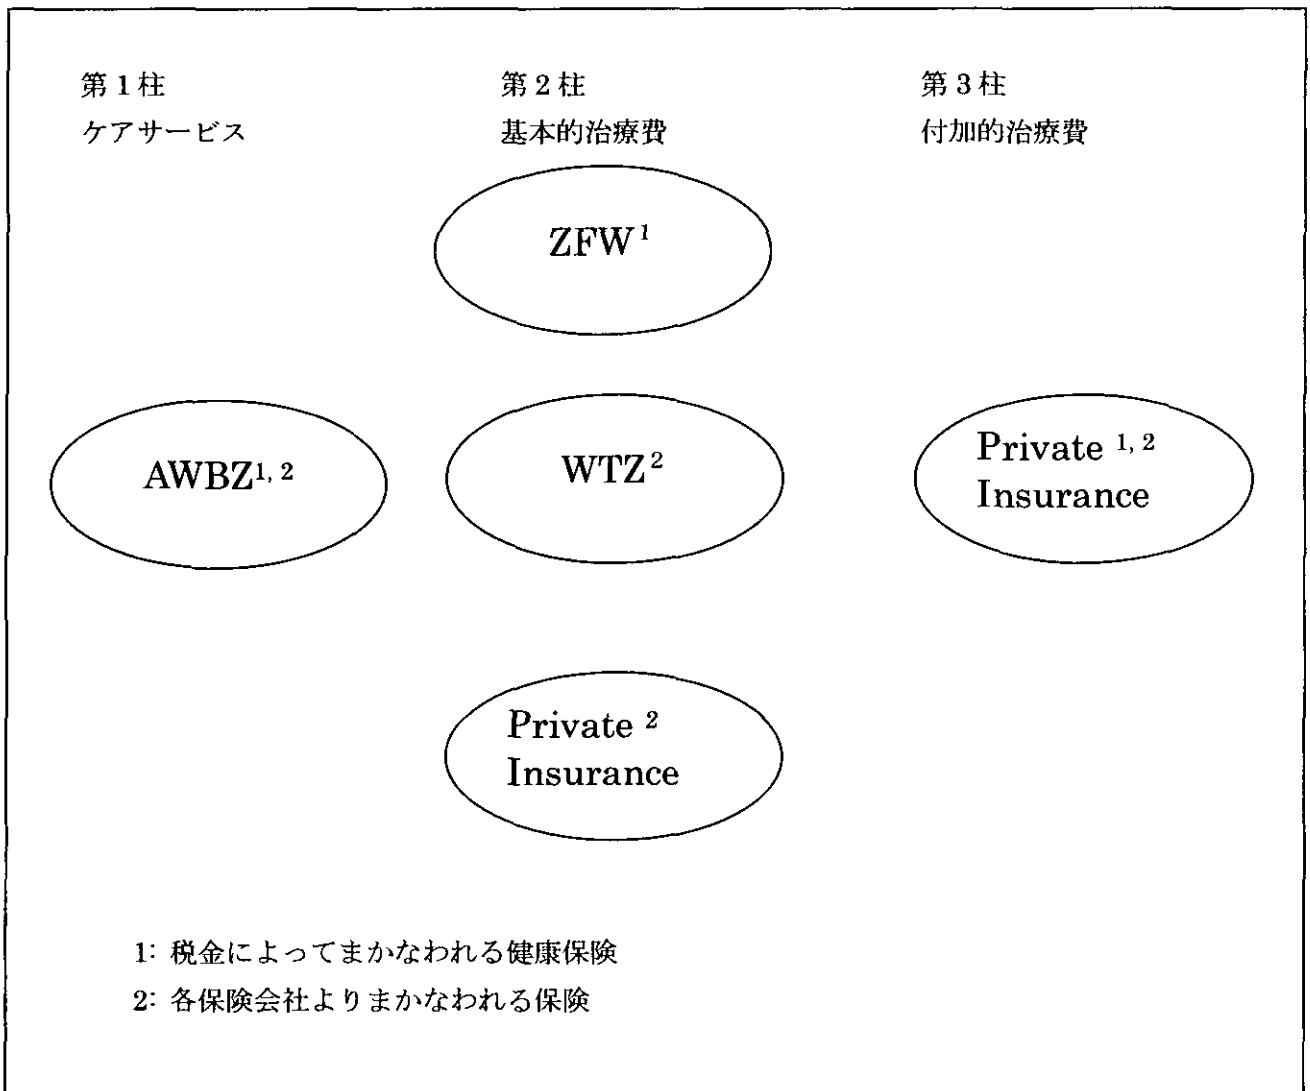 第1柱
ケアサービス
第2柱
基本的治療費
第3柱
付加的治療費
ZFW¹
AWBZ¹, ²
WTZ²
Private ¹, ²
Insurance
Private ²
Insurance
1: 税金によってまかなわれる健康保険
2: 各保険会社よりまかなわれる保険